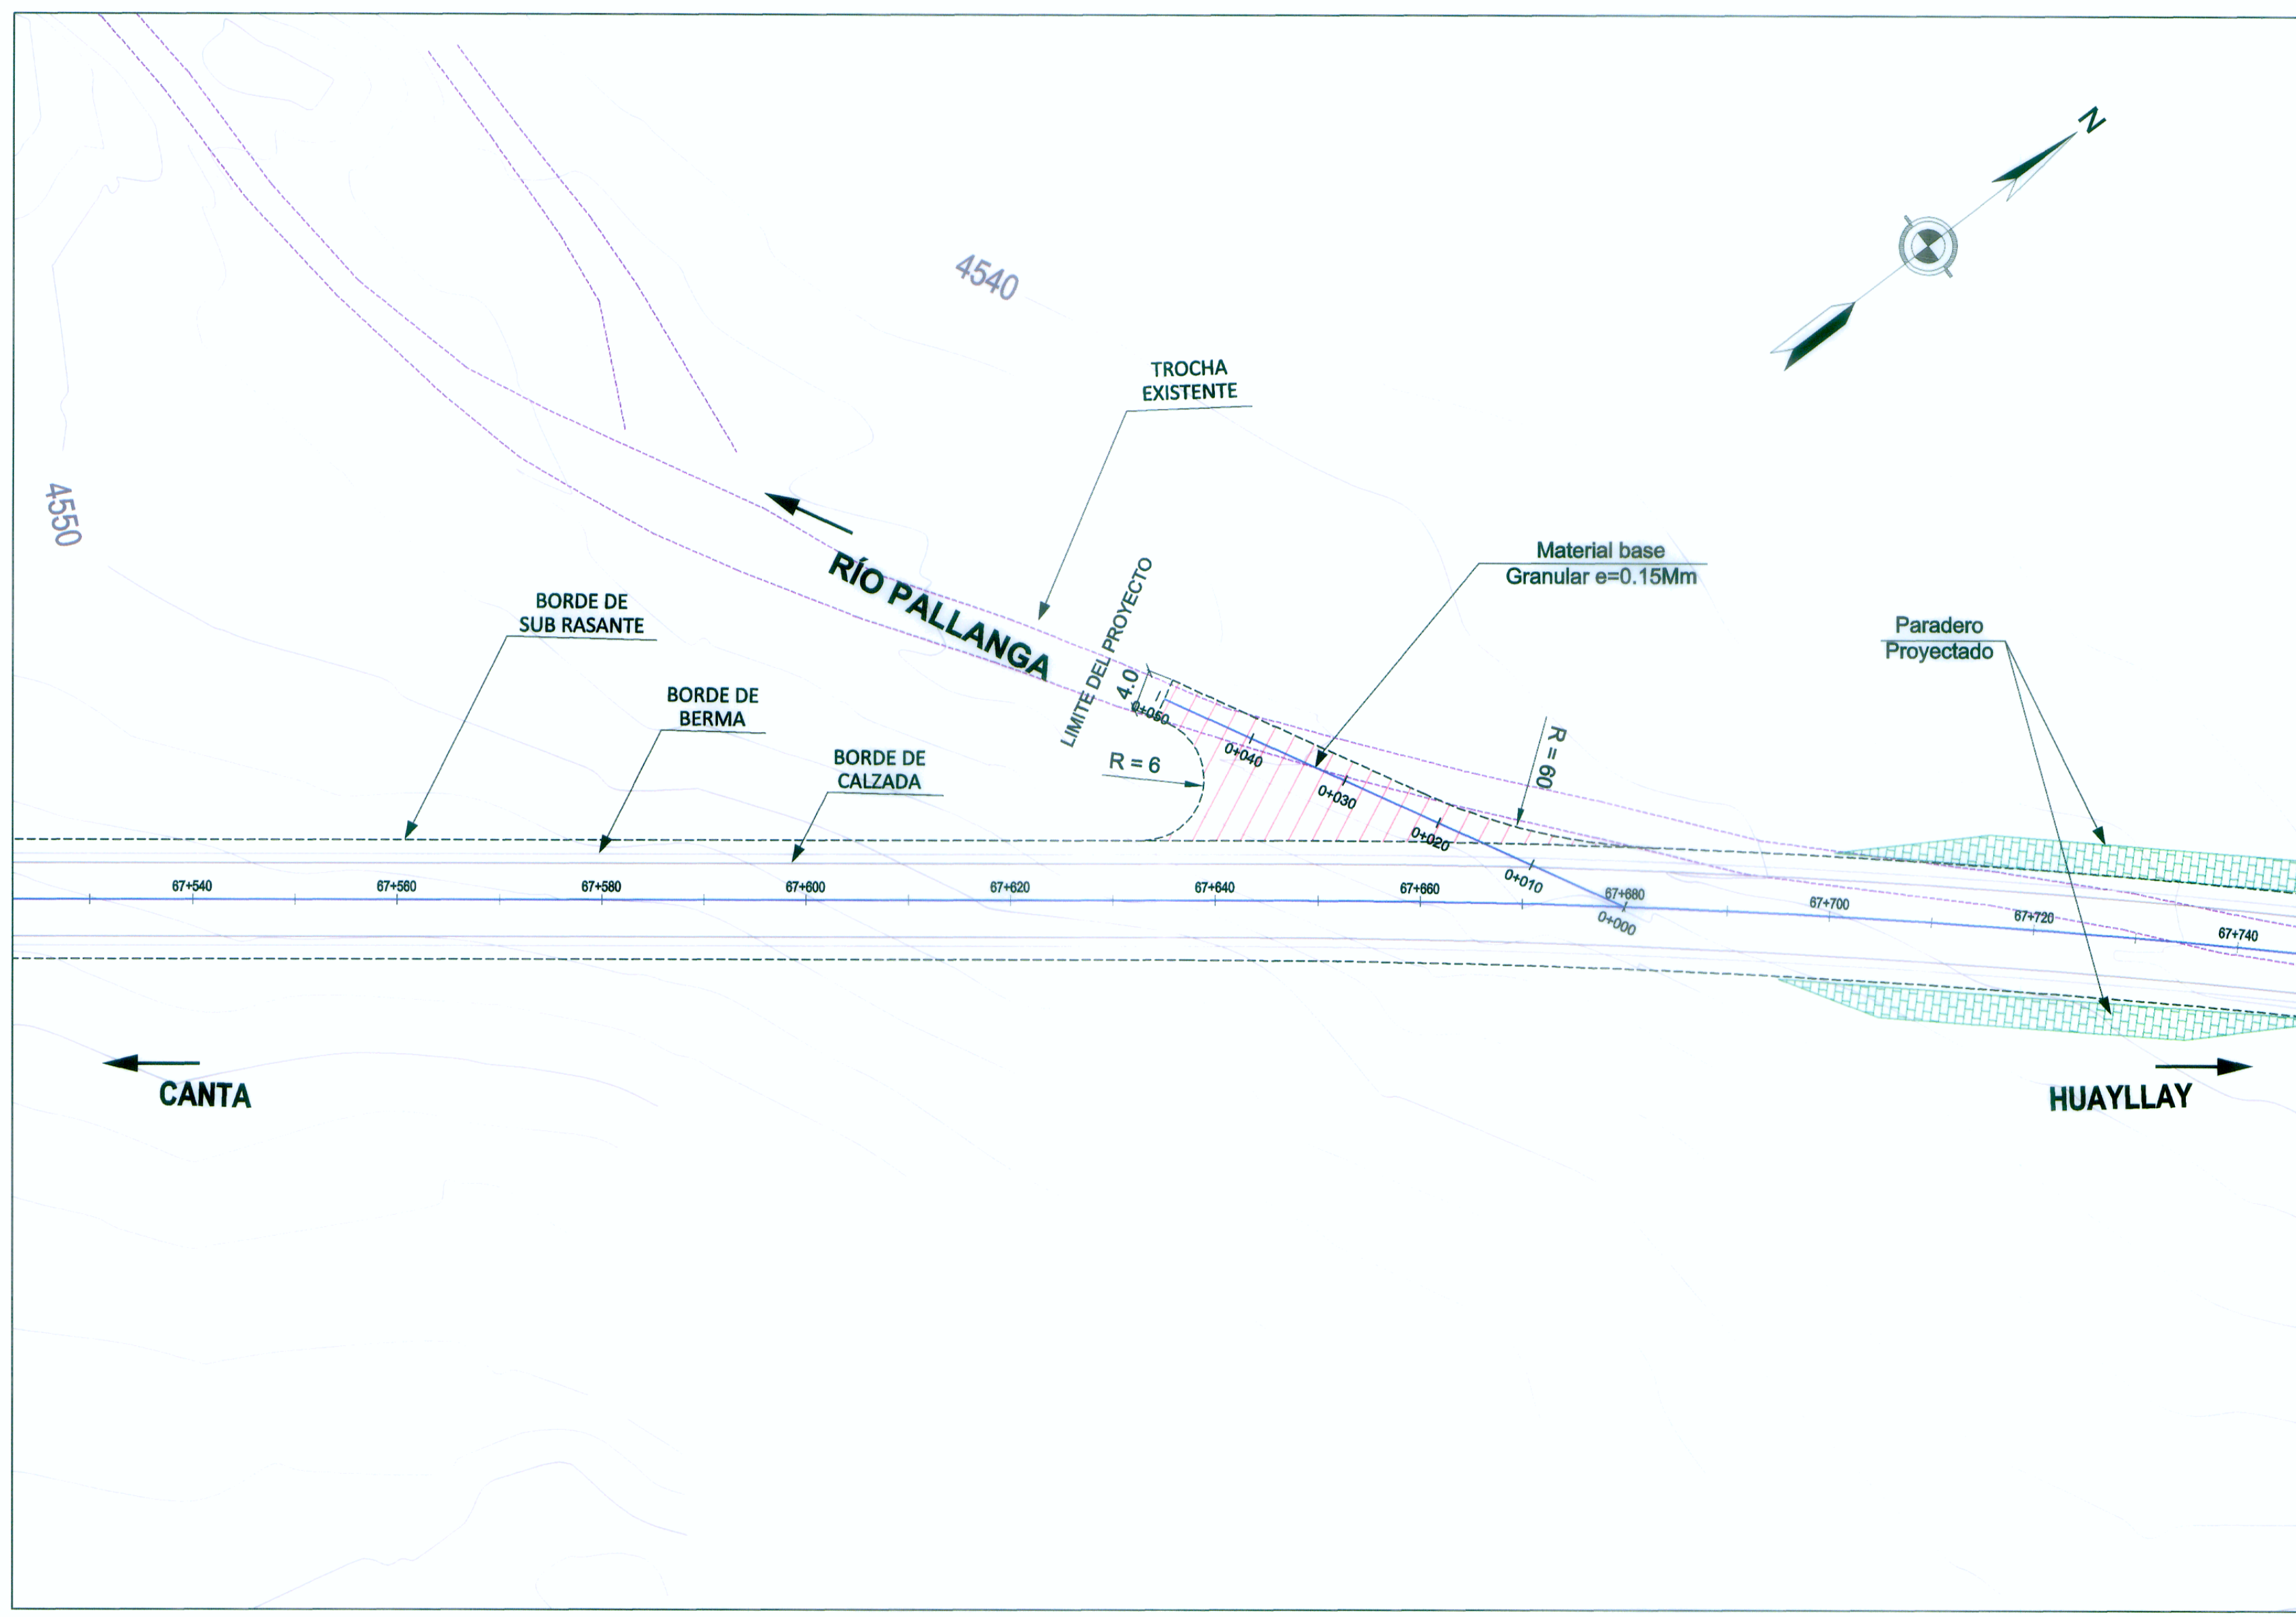 N
4540
TROCHA
EXISTENTE
4550
Material base
Granular e=0.15Mm
RÍO PALLANGA
LIMITE DEL PROYECTO
BORDE DE
SUB RASANTE
Paradero
Proyectado
4.0
BORDE DE
BERMA
0+050
R = 60
0+040
BORDE DE
CALZADA
R = 6
0+030
0+020
0+010
67+540
67+560
67+580
67+600
67+620
67+640
67+660
67+680
67+700
67+720
67+740
0+000
CANTA
HUAYLLAY